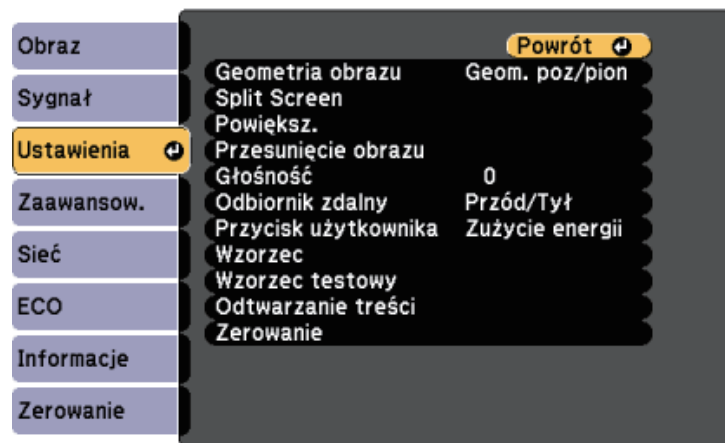 Obraz
Sygnał
Ustawienia
Zaawansow.
Sieć
ECO
Informacje
Zerowanie
Powrót
Geometria obrazu Geom. poz/pion
Split Screen
Powiększ.
Przesunięcie obrazu
Głośność 0
Odbiornik zdalny Przód/Tył
Przycisk użytkownika Zużycie energii
Wzorzec
Wzorzec testowy
Odtwarzanie treści
Zerowanie